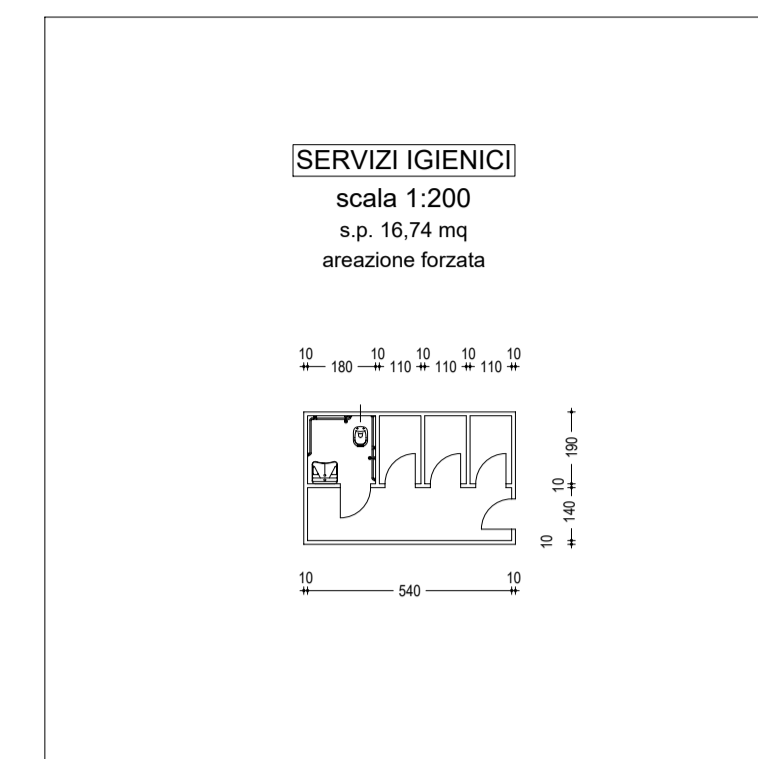 SERVIZI IGIENICI
scala 1:200
s.p. 16,74 mq
areazione forzata
10 10 10 10 10
180 110 110 110
190
10
140
10
10 10
540